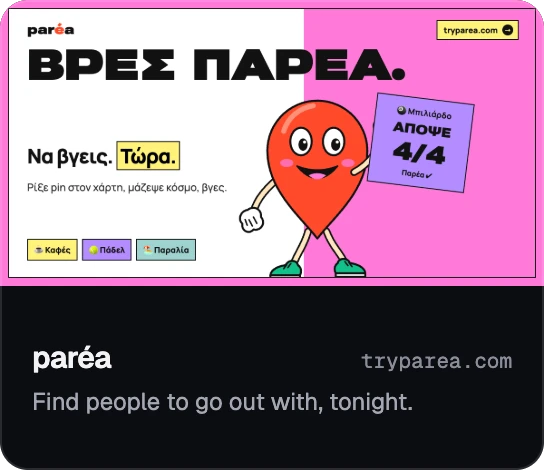 paréa
tryparea.com
ΒΡΕΣ ΠΑΡΕΑ.
Μπιλιάρδο
ΑΠΟΨΕ
4/4
Παρέα ✓
Να βγεις. Τώρα.
Ρίξε pin στον χάρτη, μάζεψε κόσμο, βγες.
Καφές
Πάδελ
Παραλία
paréa
tryparea.com
Find people to go out with, tonight.